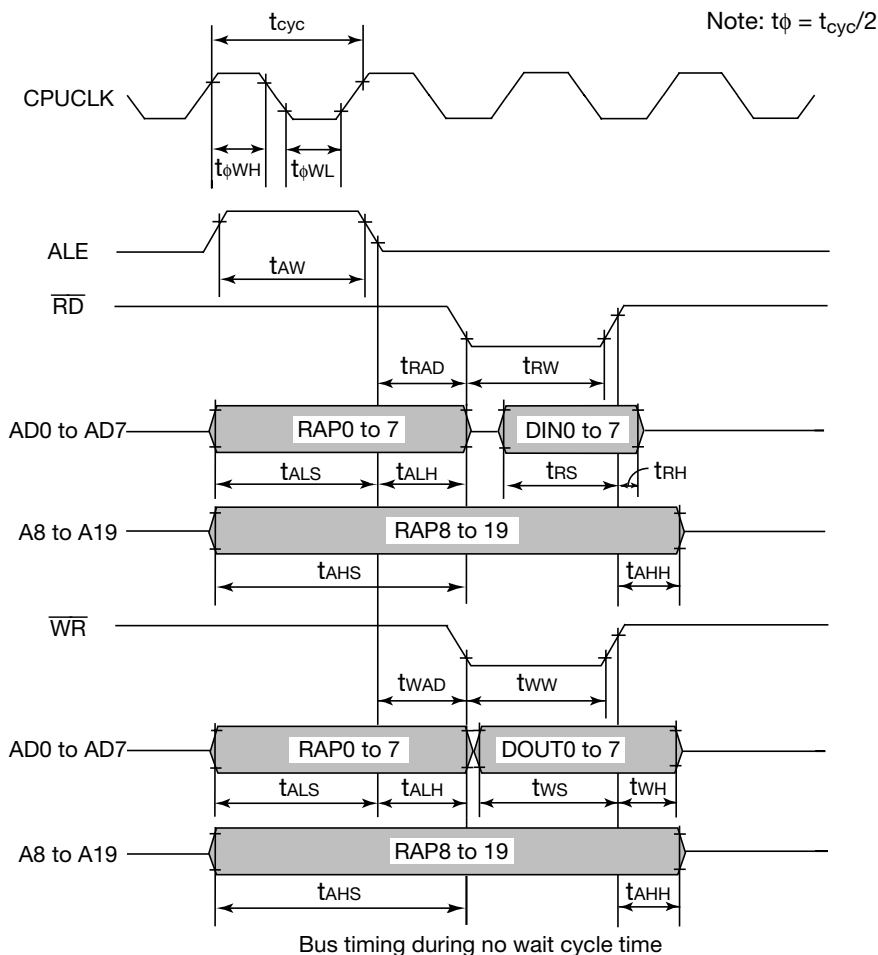 Note: tφ = tcyc/2
tcyc
CPUCLK
tφWH tφWL
ALE
tAW
RD
tRAD tRW
AD0 to AD7 RAP0 to 7 DIN0 to 7
tALS tALH tRS tRH
A8 to A19 RAP8 to 19
tAHS tAHH
WR
tWAD tWW
AD0 to AD7 RAP0 to 7 DOUT0 to 7
tALS tALH tWS tWH
A8 to A19 RAP8 to 19
tAHS tAHH
Bus timing during no wait cycle time